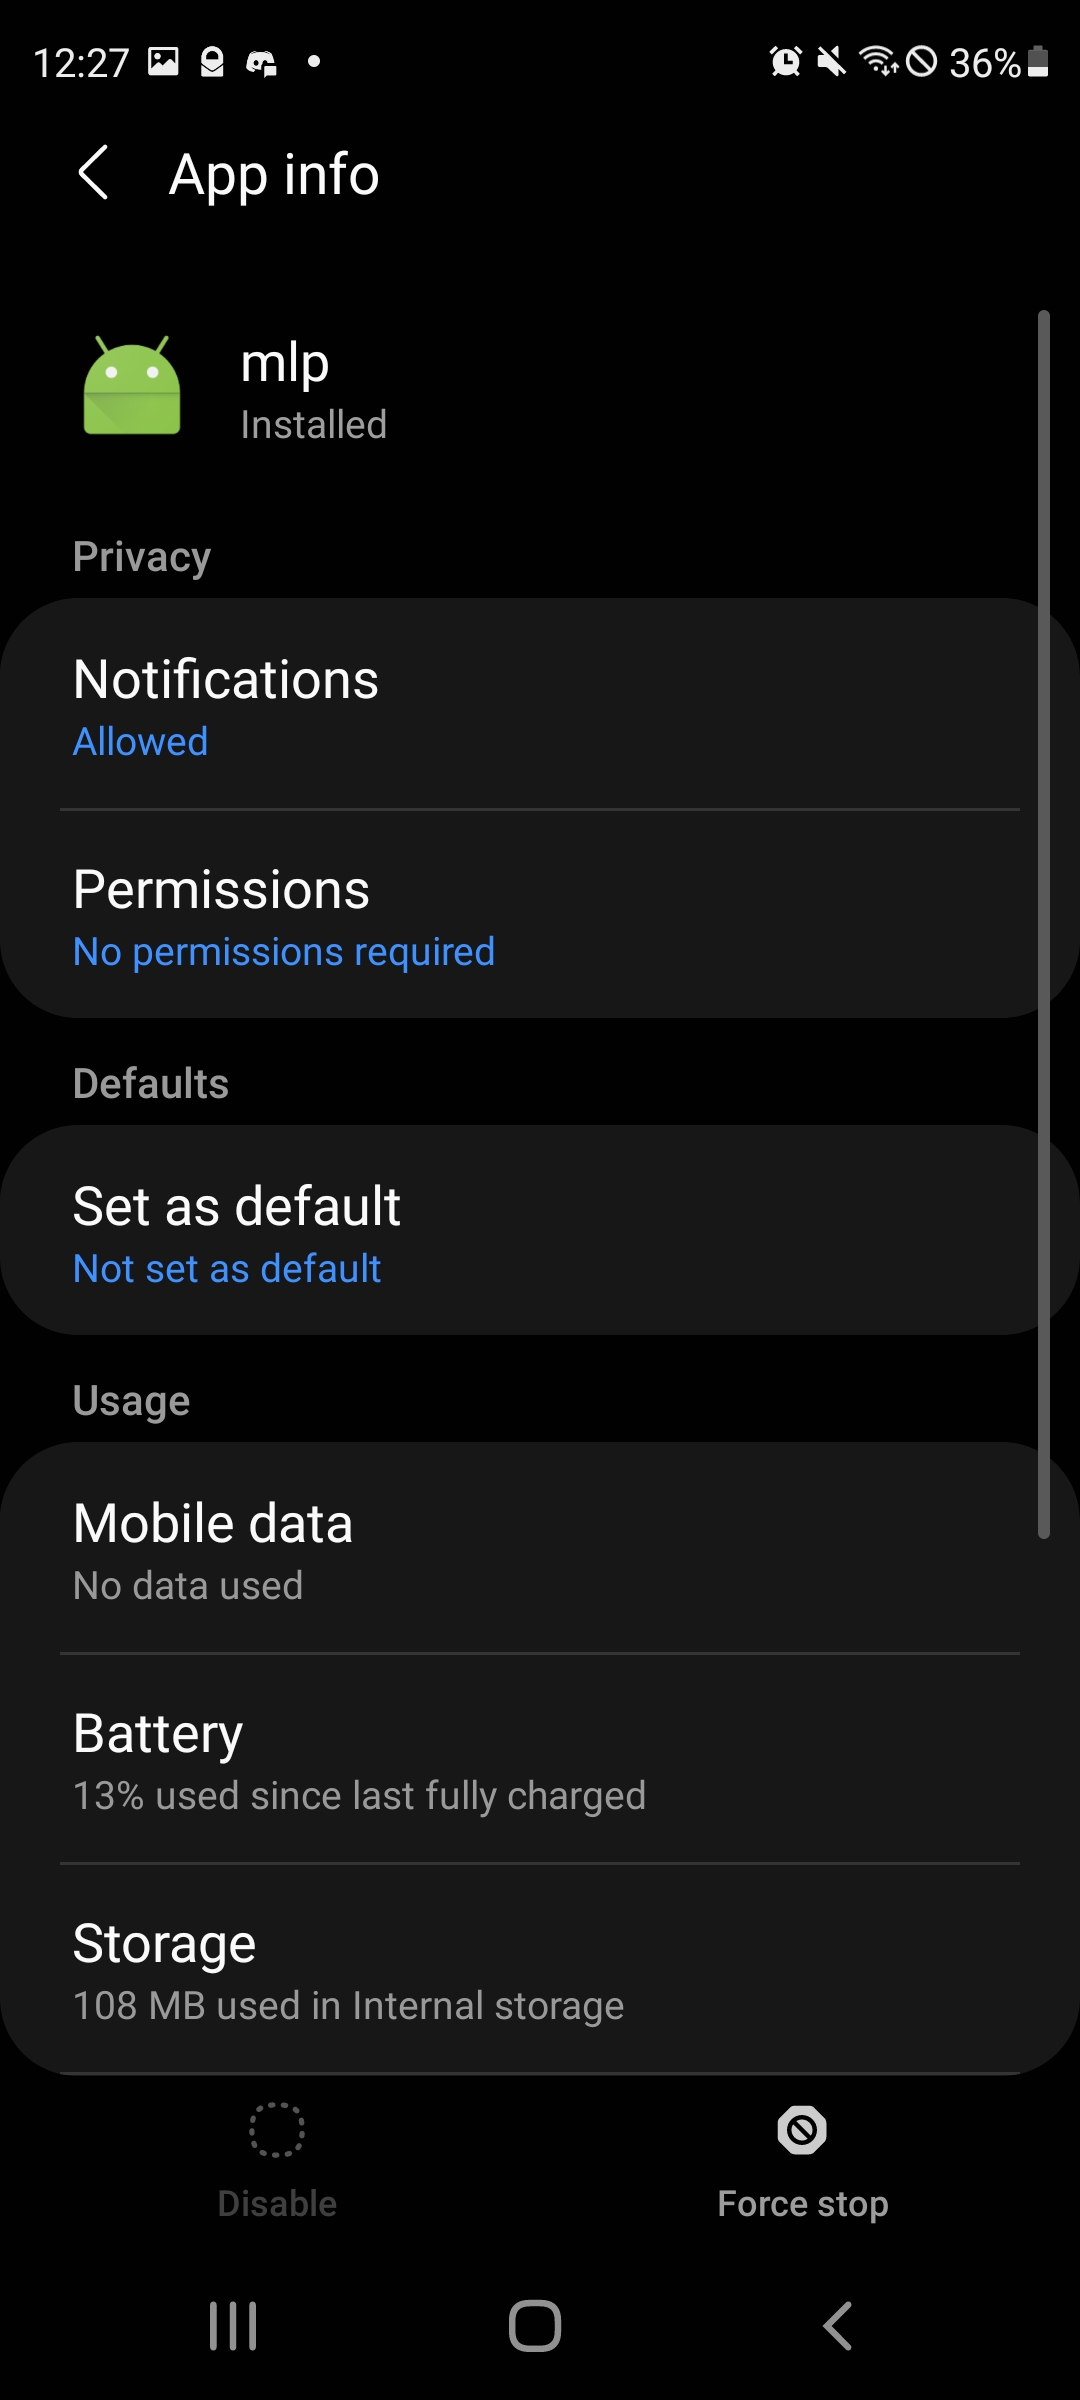 12:27 36%
App info
mlp
Installed
Privacy
Notifications
Allowed
Permissions
No permissions required
Defaults
Set as default
Not set as default
Usage
Mobile data
No data used
Battery
13% used since last fully charged
Storage
108 MB used in Internal storage
Disable Force stop